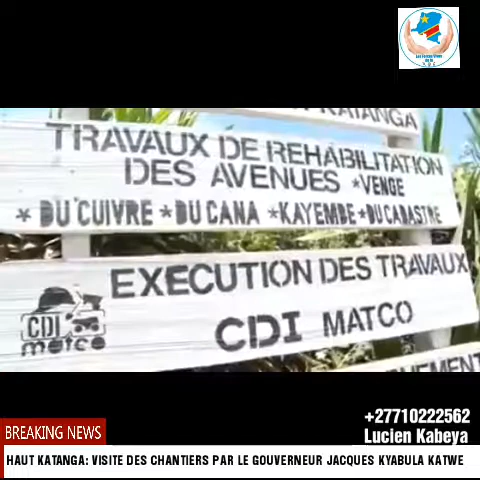 KATANGA
TRAVAUX DE REHABILITATION
DES AVENUES *VENGE
*DU CUIVRE *DU CANA *KAYEMBE *DU CADASTRE
EXECUTION DES TRAVAUX
CDI MATCO
CDI
matco
+27710222562
Lucien Kabeya
BREAKING NEWS
HAUT KATANGA: VISITE DES CHANTIERS PAR LE GOUVERNEUR JACQUES KYABULA KATWE